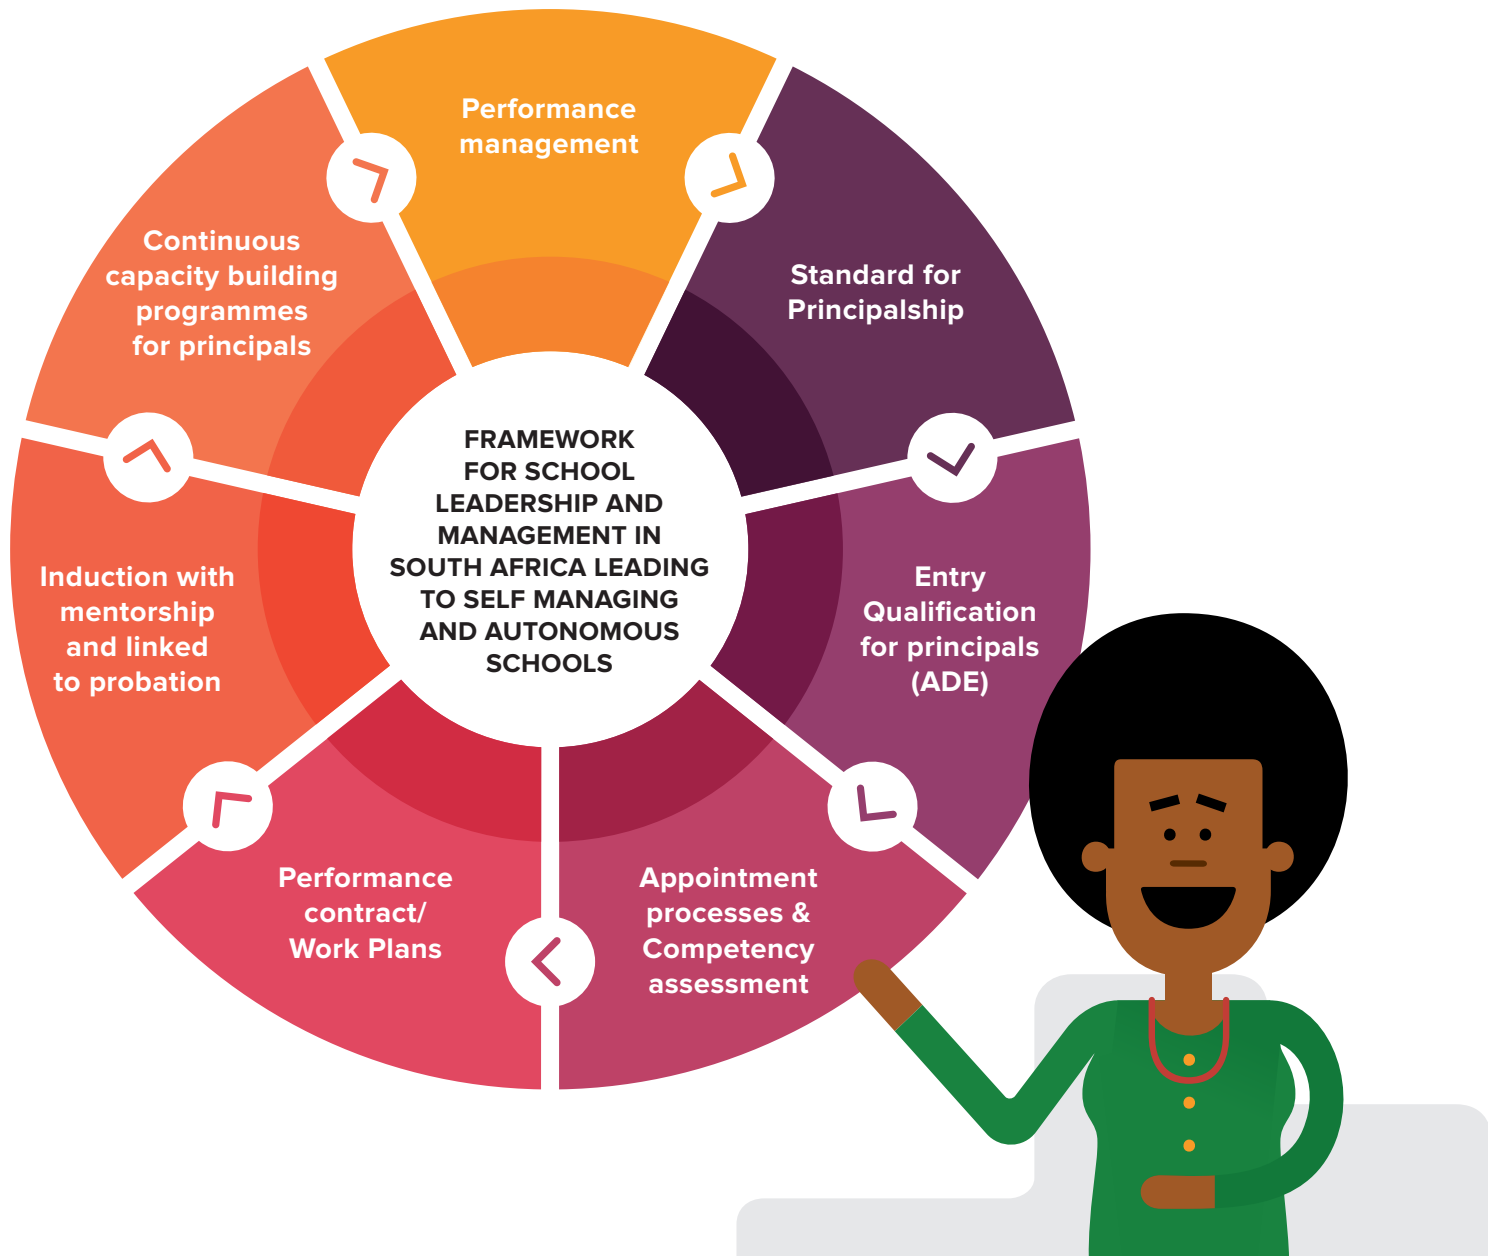 Performance
management
Standard for
Principalship
Entry
Qualification
for principals
(ADE)
Appointment
processes &
Competency
assessment
Performance
contract/
Work Plans
Induction with
mentorship
and linked
to probation
Continuous
capacity building
programmes
for principals
FRAMEWORK
FOR SCHOOL
LEADERSHIP AND
MANAGEMENT IN
SOUTH AFRICA LEADING
TO SELF MANAGING
AND AUTONOMOUS
SCHOOLS